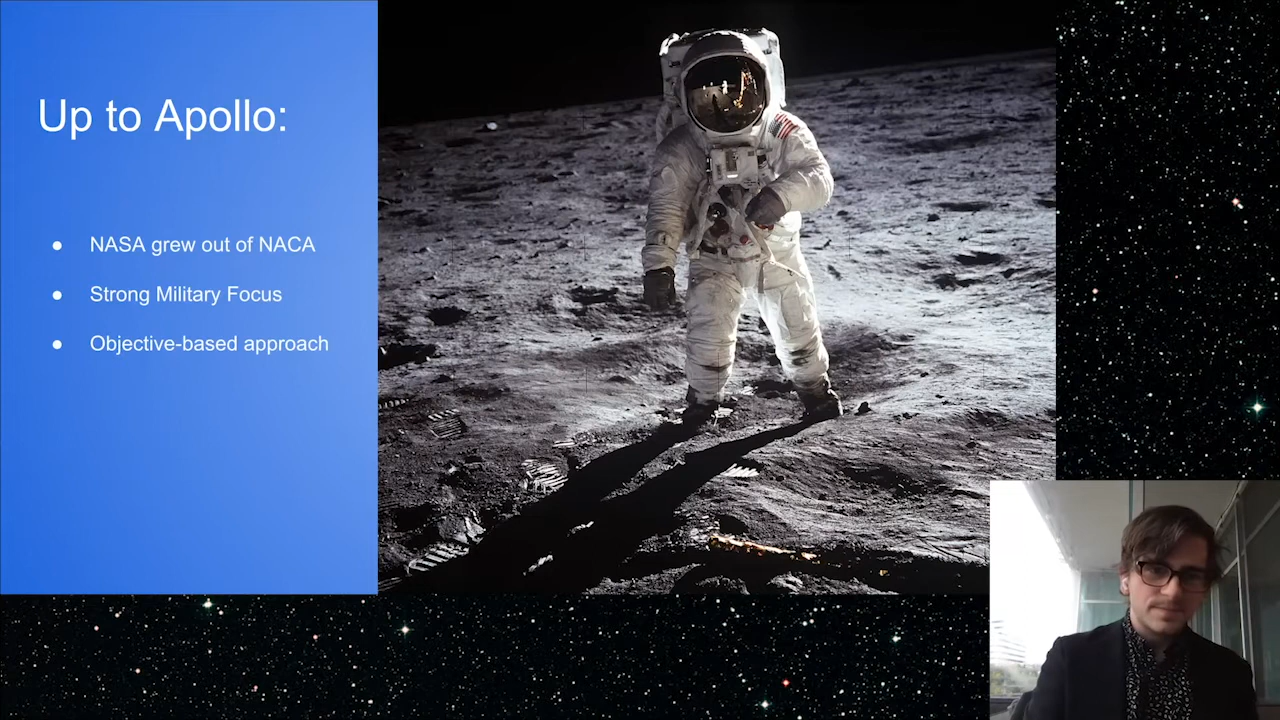 Up to Apollo:
● NASA grew out of NACA
● Strong Military Focus
● Objective-based approach